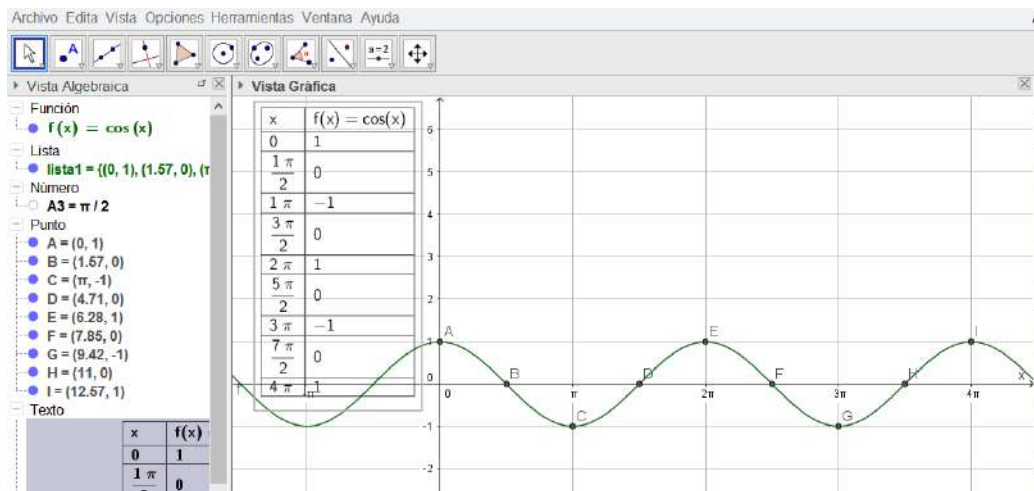 Archivo Edita Vista Opciones Herramientas Ventana Ayuda
A
a=2
Vista Algebraica
Vista Gráfica
Función
f(x) = cos(x)
Lista
lista1 = {(0, 1), (1.57, 0), (π
Número
A3 = π / 2
Punto
A = (0, 1)
B = (1.57, 0)
C = (π, -1)
D = (4.71, 0)
E = (6.28, 1)
F = (7.85, 0)
G = (9.42, -1)
H = (11, 0)
I = (12.57, 1)
Texto
x f(x)
0 1
1 π
0
x f(x) = cos(x)
0 1
1 π / 2 0
1 π −1
3 π / 2 0
2 π 1
5 π / 2 0
3 π −1
7 π / 2 0
4 π 1
6
5
4
3
2
1
0
-1
-2
A
E
I
B
D
F
H
x
-π
0
π
2π
3π
4π
C
G